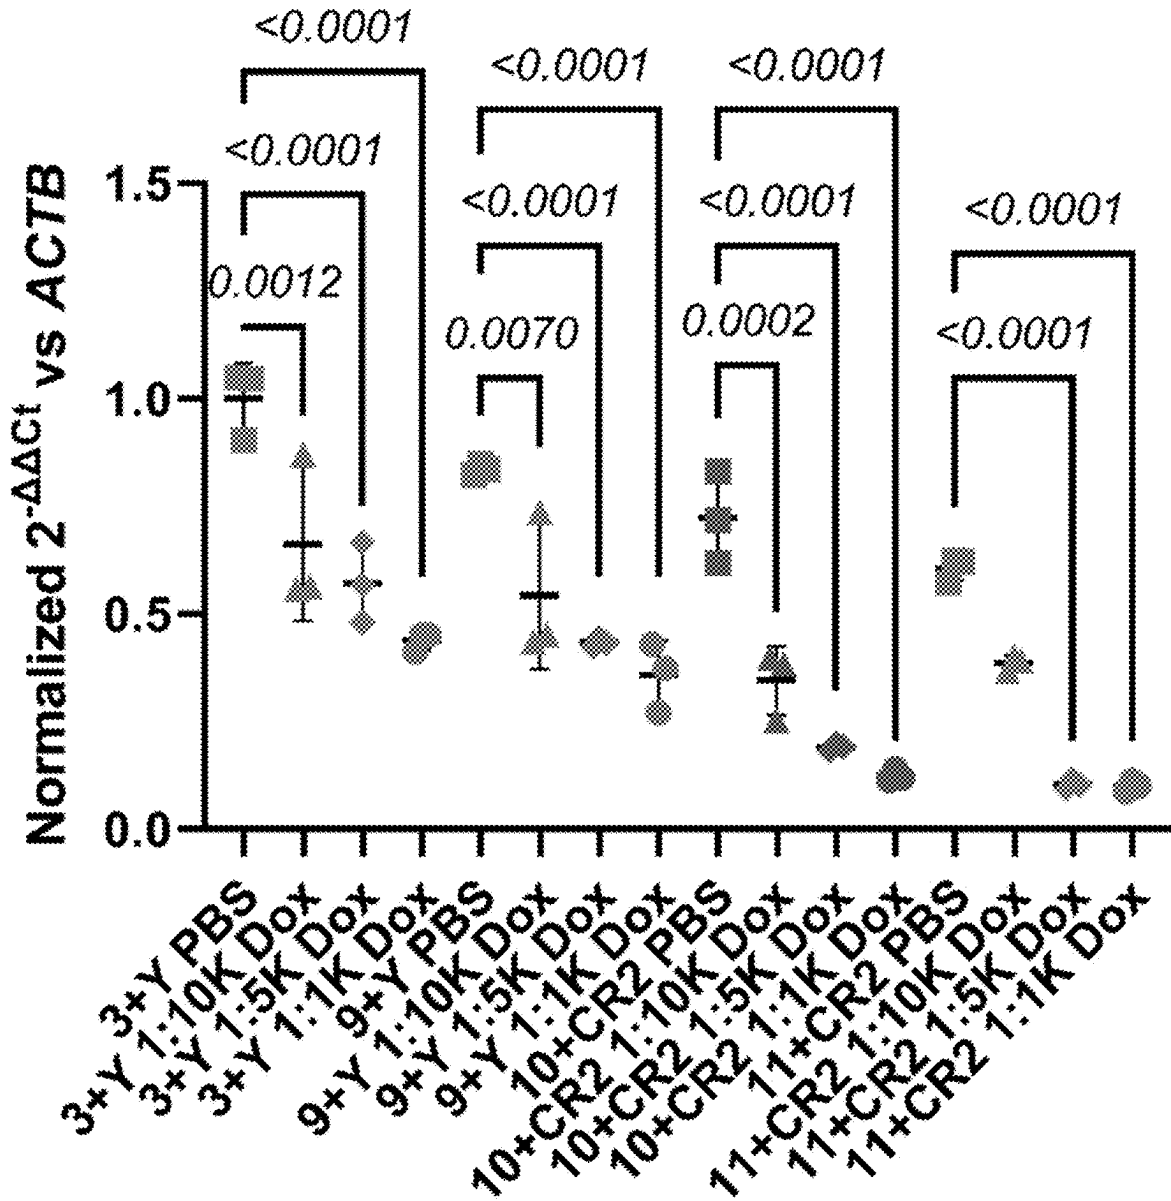 <0.0001
<0.0001
<0.0001
<0.0001
<0.0001
<0.0001
<0.0001
0.0012
<0.0001
0.0070
0.0002
1.5
1.0
0.5
0.0
Normalized 2^-ΔΔCt vs ACTB
3+Y PBS
3+Y 1:10K Dox
3+Y 1:5K Dox
3+Y 1:1K Dox
9+Y PBS
9+Y 1:10K Dox
9+Y 1:5K Dox
9+Y 1:1K Dox
10+CR2 PBS
10+CR2 1:10K Dox
10+CR2 1:5K Dox
10+CR2 1:1K Dox
11+CR2 PBS
11+CR2 1:10K Dox
11+CR2 1:5K Dox
11+CR2 1:1K Dox